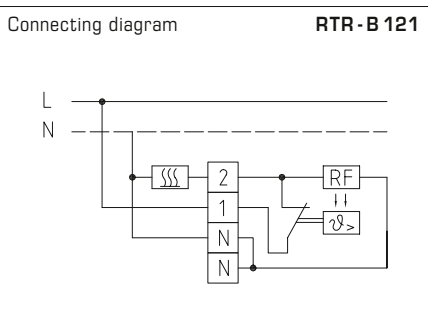 Connecting diagram RTR-B 121
L
N
2 RF
1
ϑ>
N
N